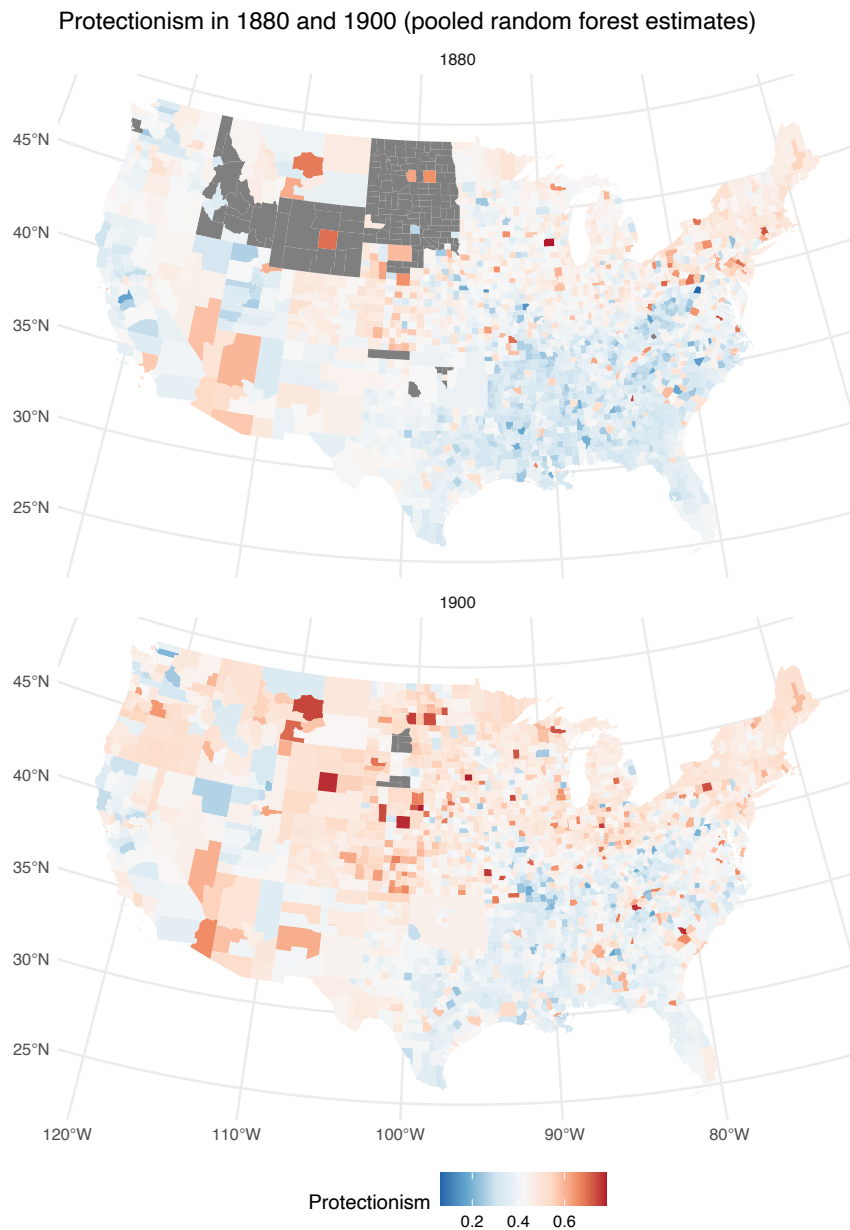 Protectionism in 1880 and 1900 (pooled random forest estimates)
1880
45°N
40°N
35°N
30°N
25°N
1900
45°N
40°N
35°N
30°N
25°N
120°W 110°W 100°W 90°W 80°W
Protectionism
0.2 0.4 0.6